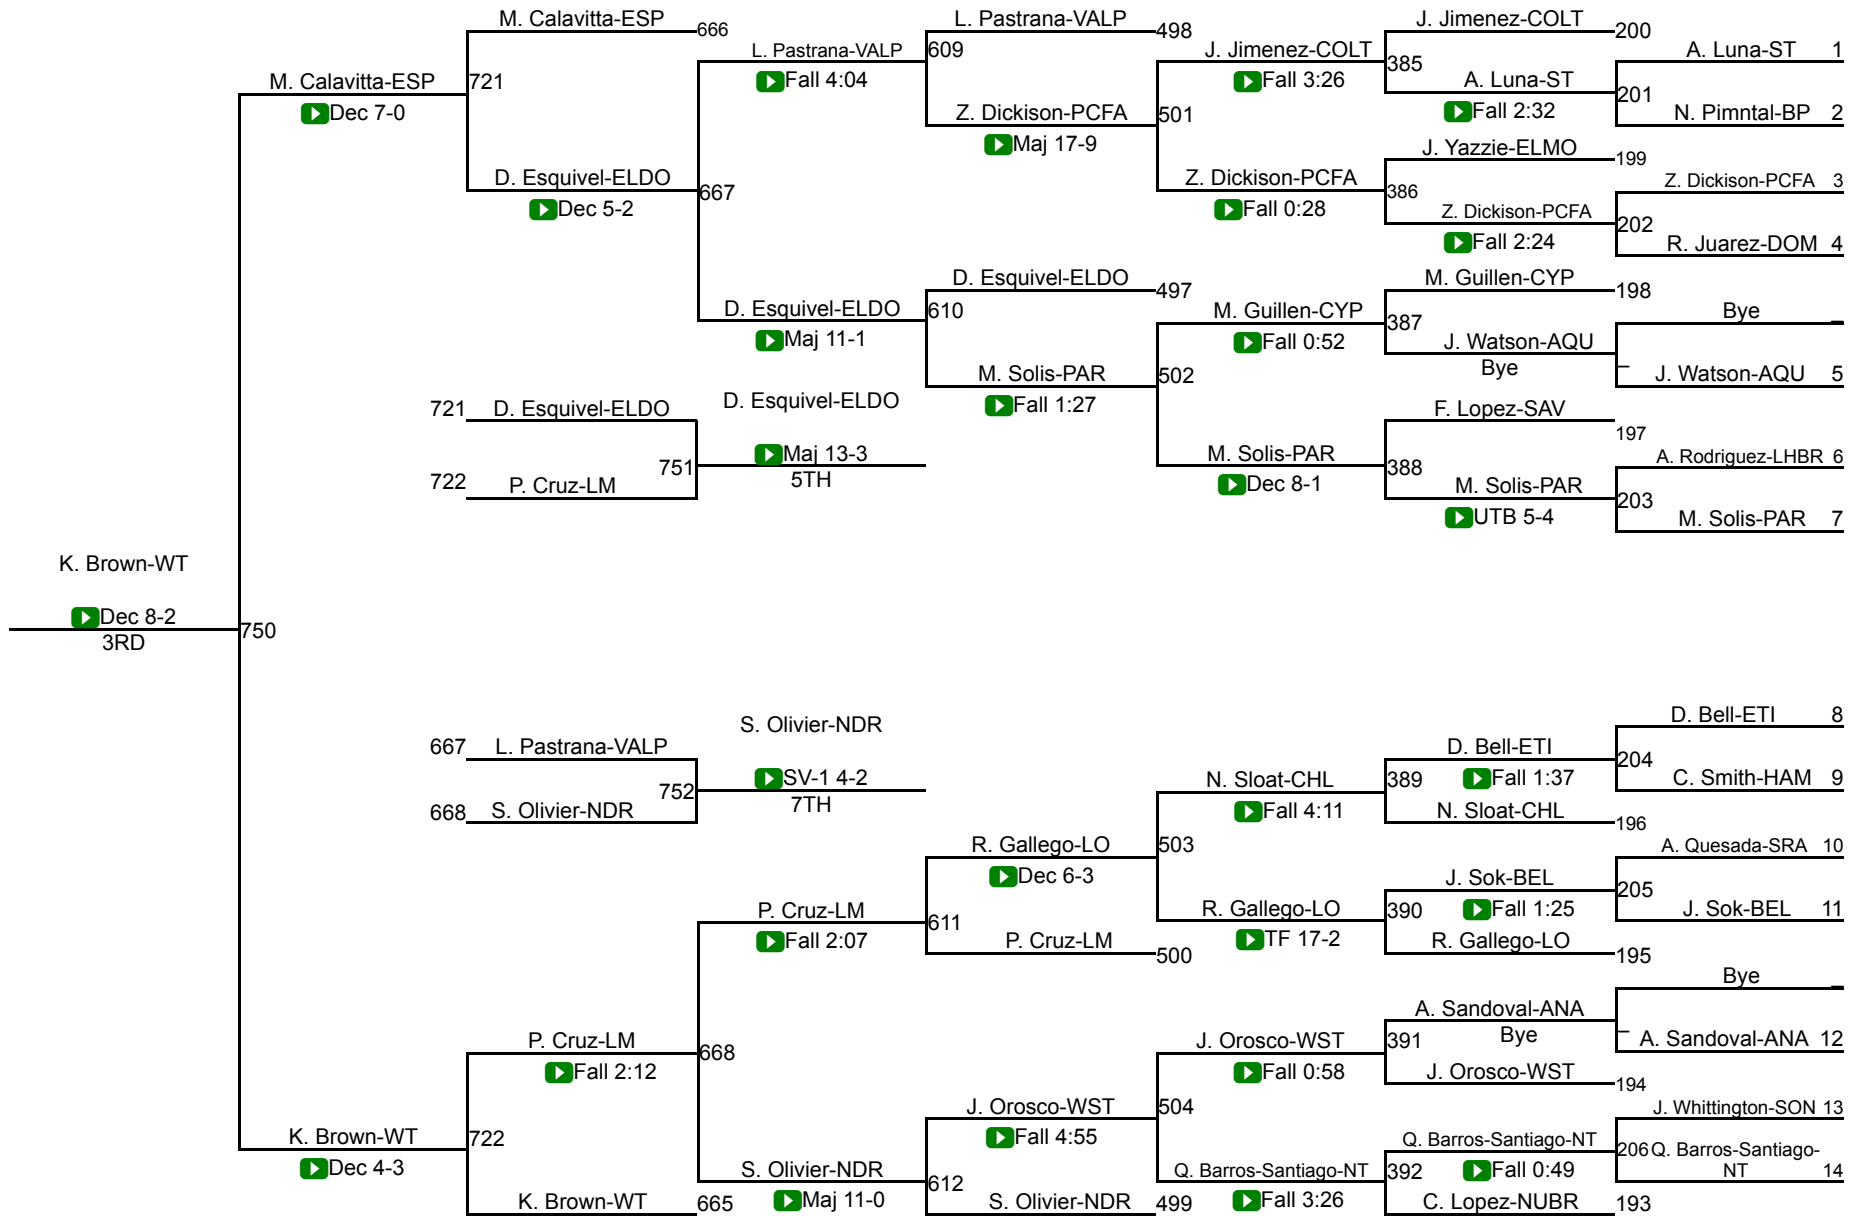 M. Calavitta-ESP
666
L. Pastrana-VALP
498
J. Jimenez-COLT
200
A. Luna-ST 1
L. Pastrana-VALP
609
J. Jimenez-COLT
385
M. Calavitta-ESP
721
Fall 4:04
Fall 3:26
A. Luna-ST
201
Dec 7-0
Z. Dickison-PCFA
501
Fall 2:32
N. Pimntal-BP 2
Maj 17-9
J. Yazzie-ELMO
199
D. Esquivel-ELDO
667
Z. Dickison-PCFA
386
Z. Dickison-PCFA 3
Dec 5-2
Fall 0:28
Z. Dickison-PCFA
202
Fall 2:24
R. Juarez-DOM 4
D. Esquivel-ELDO
497
M. Guillen-CYP
198
D. Esquivel-ELDO
610
M. Guillen-CYP
387
Bye _
Maj 11-1
Fall 0:52
J. Watson-AQU
Bye
_
M. Solis-PAR
502
J. Watson-AQU 5
721 D. Esquivel-ELDO
D. Esquivel-ELDO
Fall 1:27
F. Lopez-SAV
197
Maj 13-3
751
5TH
M. Solis-PAR
388
A. Rodriguez-LHBR 6
722 P. Cruz-LM
Dec 8-1
M. Solis-PAR
203
UTB 5-4
M. Solis-PAR 7
K. Brown-WT
Dec 8-2
750
3RD
D. Bell-ETI 8
S. Olivier-NDR
667 L. Pastrana-VALP
D. Bell-ETI
204
752
SV-1 4-2
N. Sloat-CHL
389
Fall 1:37
C. Smith-HAM 9
7TH
668 S. Olivier-NDR
Fall 4:11
N. Sloat-CHL
196
R. Gallego-LO
503
A. Quesada-SRA 10
Dec 6-3
J. Sok-BEL
205
P. Cruz-LM
611
R. Gallego-LO
390
Fall 1:25
J. Sok-BEL 11
Fall 2:07
P. Cruz-LM
500
TF 17-2
R. Gallego-LO
195
Bye _
A. Sandoval-ANA
Bye
_
P. Cruz-LM
668
J. Orosco-WST
391
A. Sandoval-ANA 12
Fall 2:12
Fall 0:58
J. Orosco-WST
194
J. Orosco-WST
504
J. Whittington-SON 13
K. Brown-WT
722
Fall 4:55
Q. Barros-Santiago-NT
206
Q. Barros-Santiago-
NT 14
Dec 4-3
S. Olivier-NDR
612
Q. Barros-Santiago-NT
392
Fall 0:49
K. Brown-WT
665
Maj 11-0
S. Olivier-NDR
499
Fall 3:26
C. Lopez-NUBR
193